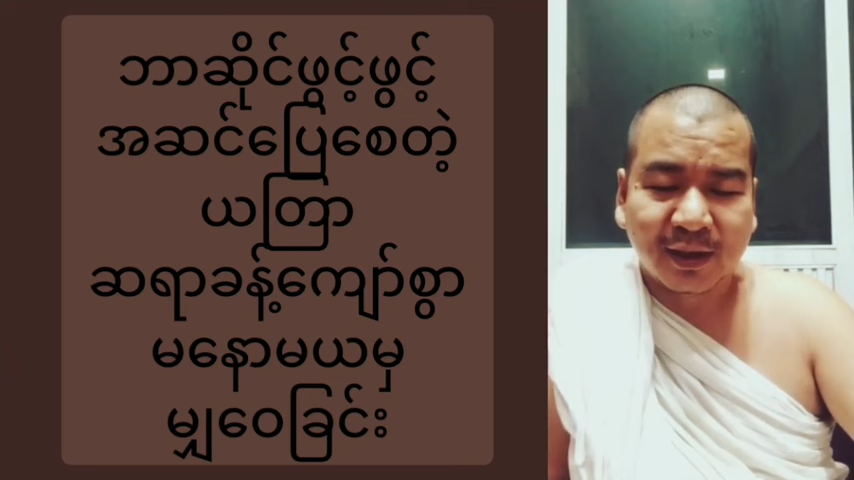 ဘာဆိုင်ဖွင့်ဖွင့်
အဆင်ပြေစေတဲ့
ယတြာ
ဆရာခန့်ကျော်စွာ
မနောမယမှ
မျှဝေခြင်း